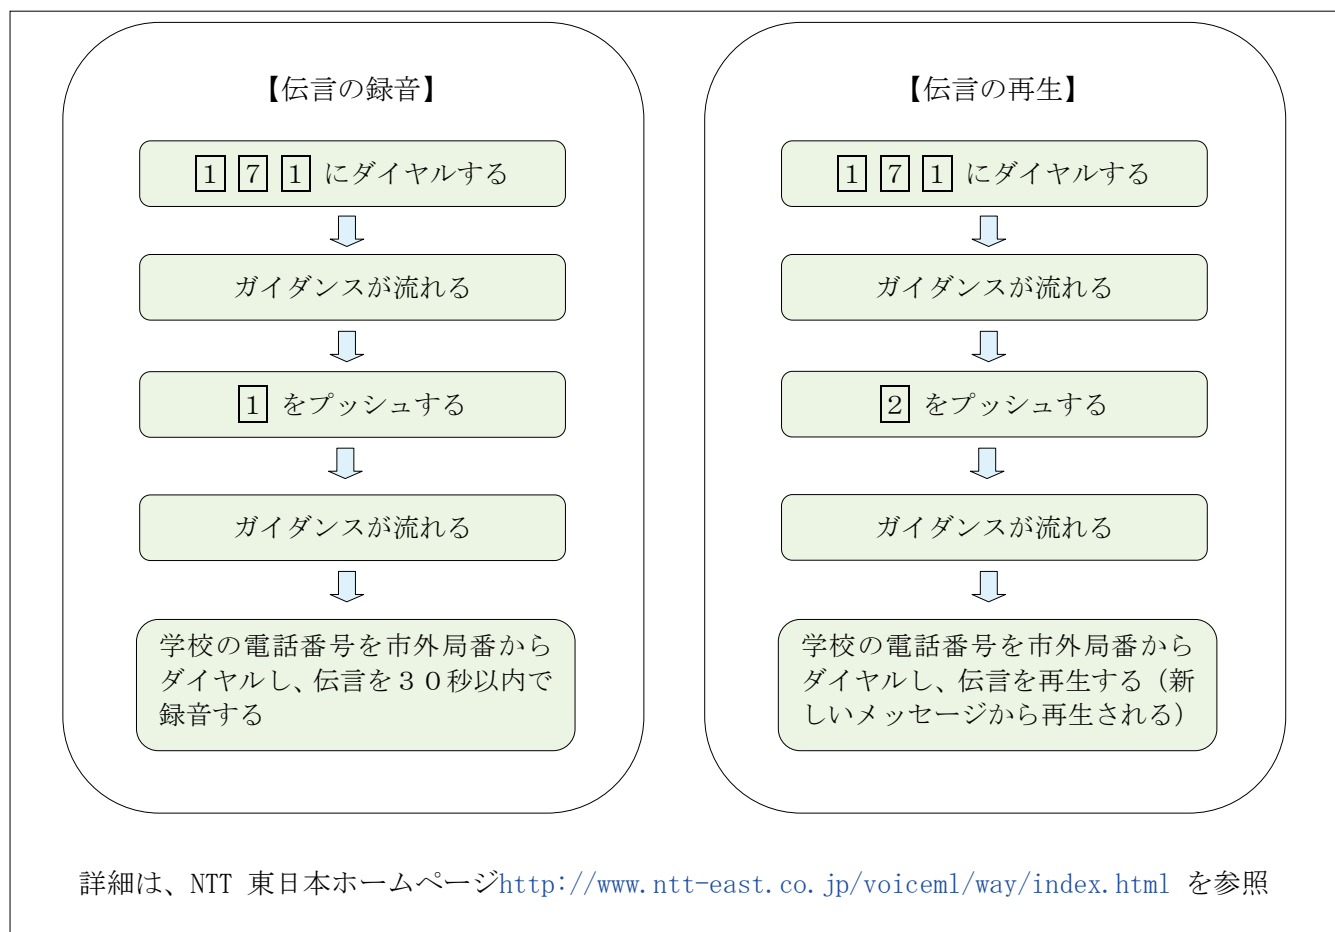 【伝言の録音】
1 7 1 にダイヤルする
ガイダンスが流れる
1 をプッシュする
ガイダンスが流れる
学校の電話番号を市外局番から
ダイヤルし、伝言を３０秒以内で
録音する
【伝言の再生】
1 7 1 にダイヤルする
ガイダンスが流れる
2 をプッシュする
ガイダンスが流れる
学校の電話番号を市外局番から
ダイヤルし、伝言を再生する（新
しいメッセージから再生される）
詳細は、NTT 東日本ホームページhttp://www.ntt-east.co.jp/voiceml/way/index.html を参照